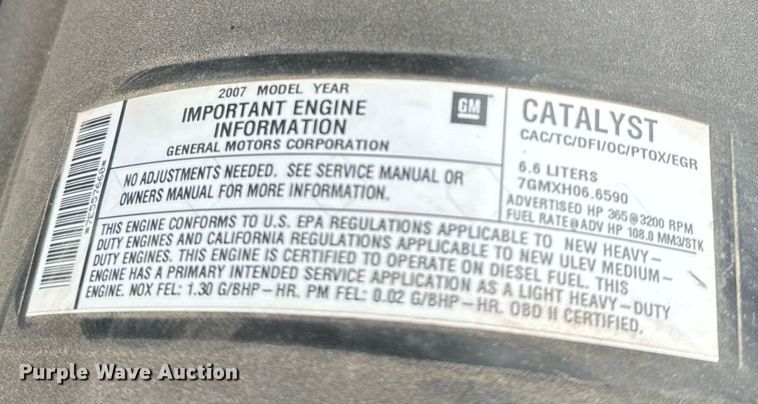 2007 MODEL YEAR
IMPORTANT ENGINE
INFORMATION
GENERAL MOTORS CORPORATION
GM
CATALYST
CAC/TC/DFI/OC/PTOX/EGR
6.6 LITERS
7GMXH06.6590
ADVERTISED HP 365@3200 RPM
FUEL RATE@ADV HP 108.0 MM3/STK
NO ADJUSTMENTS NEEDED. SEE SERVICE MANUAL OR
OWNERS MANUAL FOR MORE INFORMATION.
THIS ENGINE CONFORMS TO U.S. EPA REGULATIONS APPLICABLE TO NEW HEAVY-
DUTY ENGINES AND CALIFORNIA REGULATIONS APPLICABLE TO NEW ULEV MEDIUM-
DUTY ENGINES. THIS ENGINE IS CERTIFIED TO OPERATE ON DIESEL FUEL. THIS
ENGINE HAS A PRIMARY INTENDED SERVICE APPLICATION AS A LIGHT HEAVY-DUTY
ENGINE. NOX FEL: 1.30 G/BHP-HR. PM FEL: 0.02 G/BHP-HR. OBD II CERTIFIED.
Purple Wave Auction